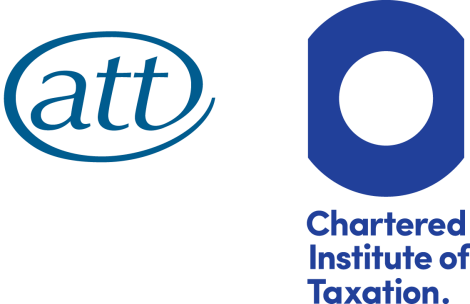 att
Chartered
Institute of
Taxation.